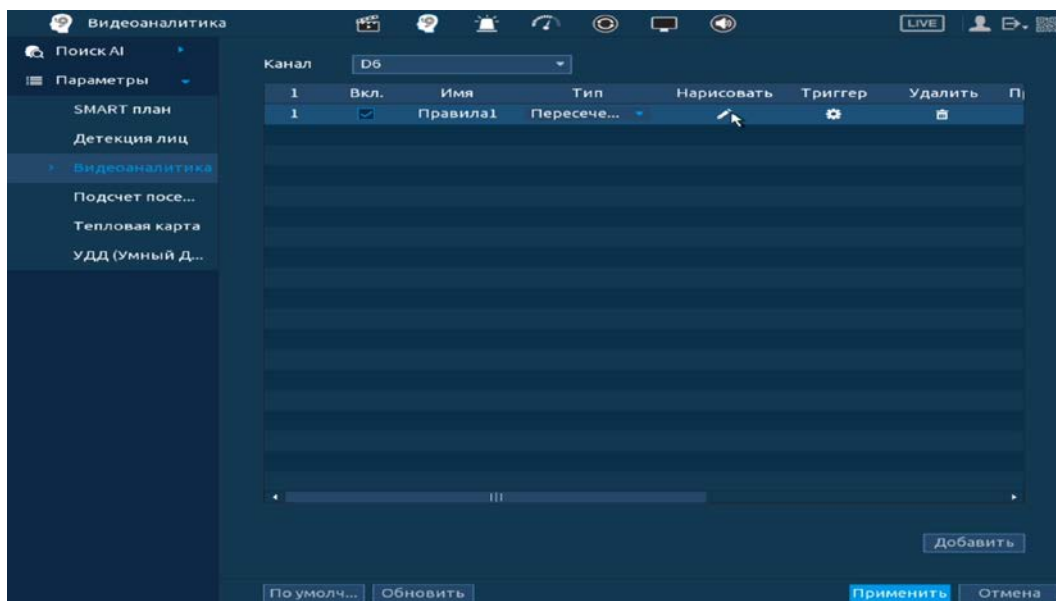 Видеоаналитика
LIVE
Поиск AI
Параметры
SMART план
Детекция лиц
Видеоаналитика
Подсчет посе...
Тепловая карта
УДД (Умный Д...
Канал D6
1 Вкл. Имя Тип Нарисовать Триггер Удалить
1 Правила1 Пересече...
Добавить
По умолч... Обновить Применить Отмена